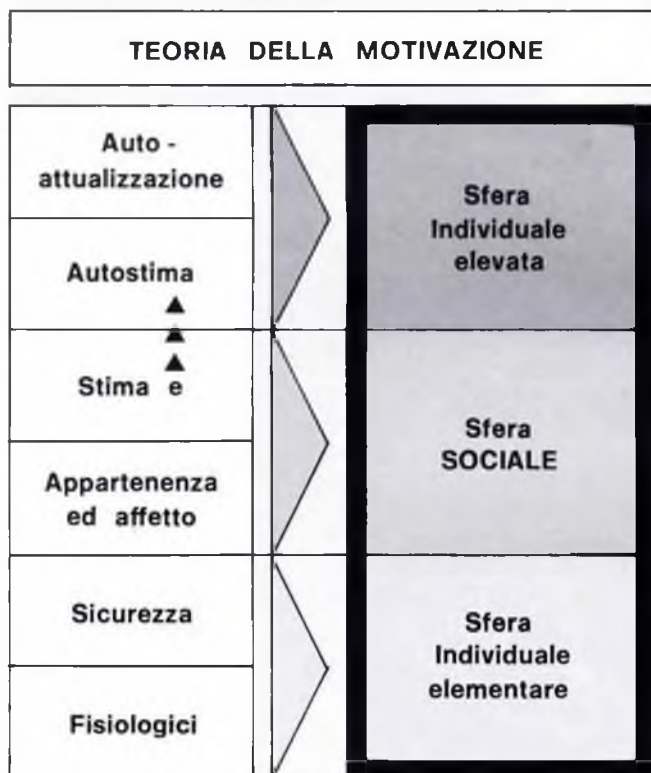 TEORIA DELLA MOTIVAZIONE
Auto -
attualizzazione
Autostima
Stima e
Appartenenza
ed affetto
Sicurezza
Fisiologici
Sfera
Individuale
elevata
Sfera
SOCIALE
Sfera
Individuale
elementare